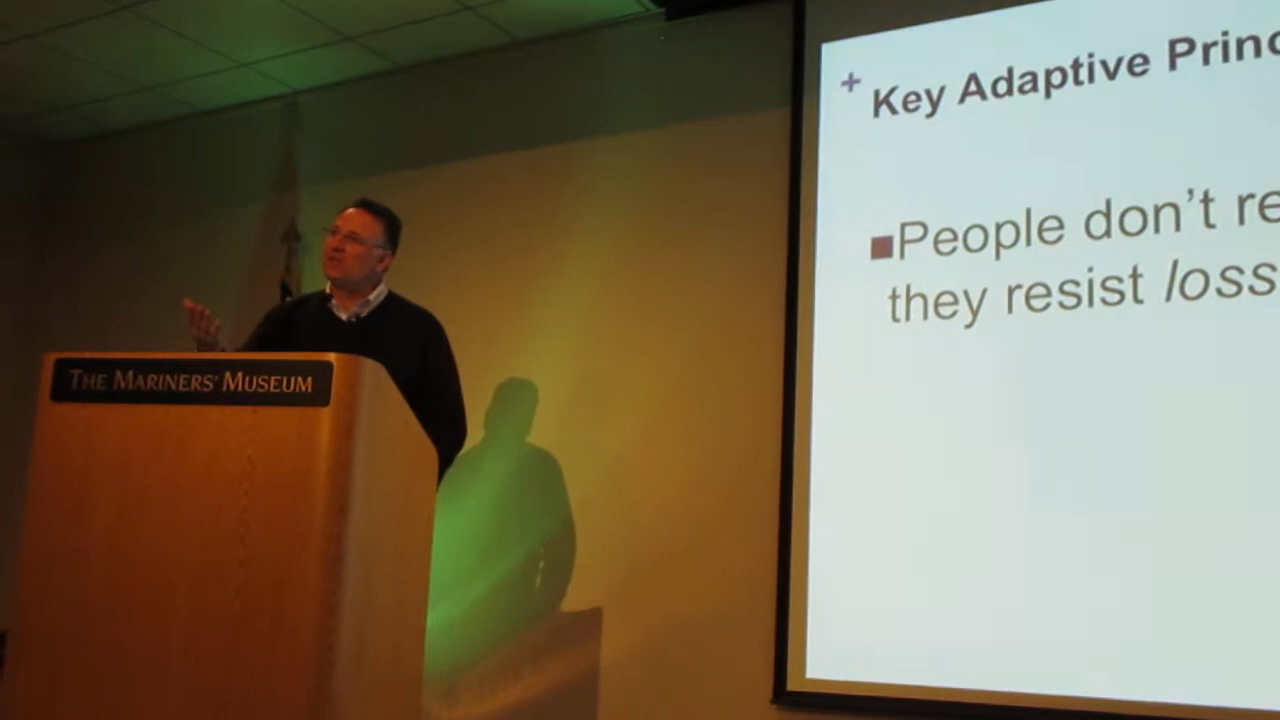 THE MARINERS' MUSEUM
+ Key Adaptive Princ
■People don't re
they resist loss